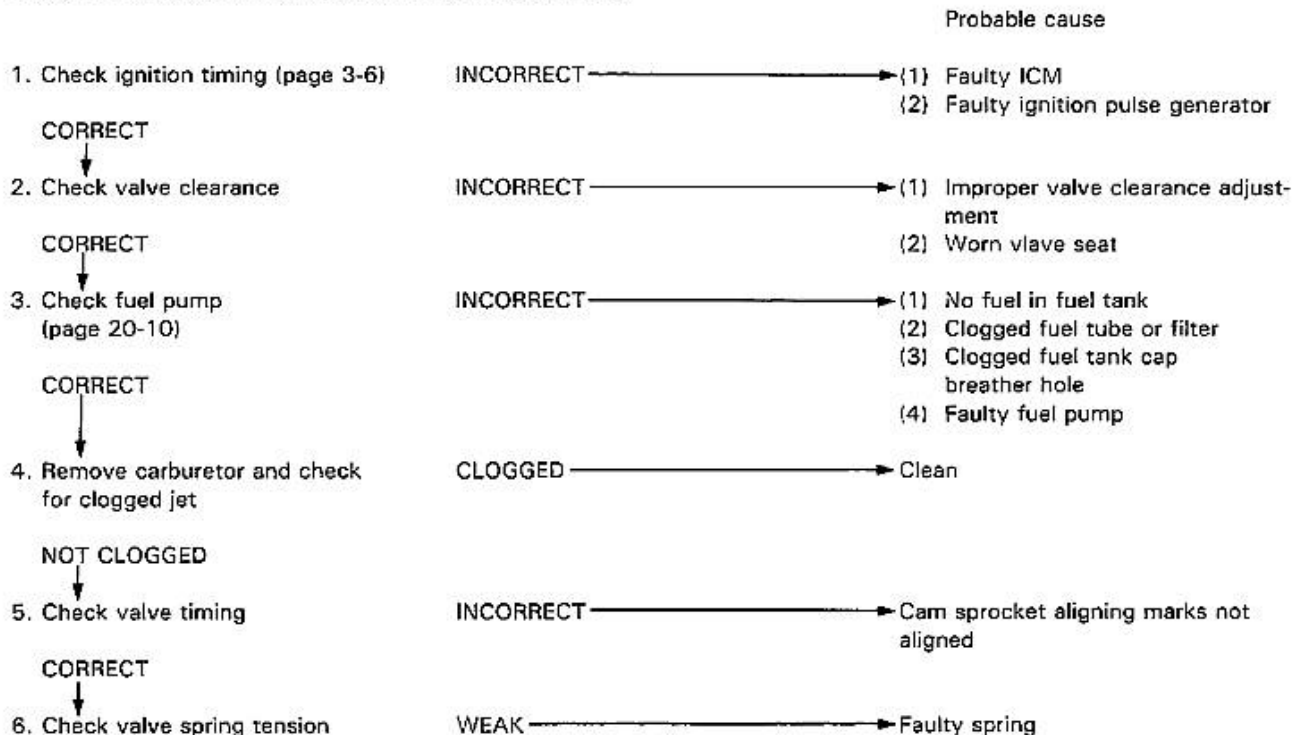 Probable cause
1. Check ignition timing (page 3-6) INCORRECT (1) Faulty ICM
(2) Faulty ignition pulse generator
CORRECT
2. Check valve clearance INCORRECT (1) Improper valve clearance adjust-
ment
CORRECT (2) Worn vlave seat
3. Check fuel pump INCORRECT (1) No fuel in fuel tank
(page 20-10) (2) Clogged fuel tube or filter
(3) Clogged fuel tank cap
CORRECT breather hole
(4) Faulty fuel pump
4. Remove carburetor and check CLOGGED Clean
for clogged jet
NOT CLOGGED
5. Check valve timing INCORRECT Cam sprocket aligning marks not
aligned
CORRECT
6. Check valve spring tension WEAK Faulty spring